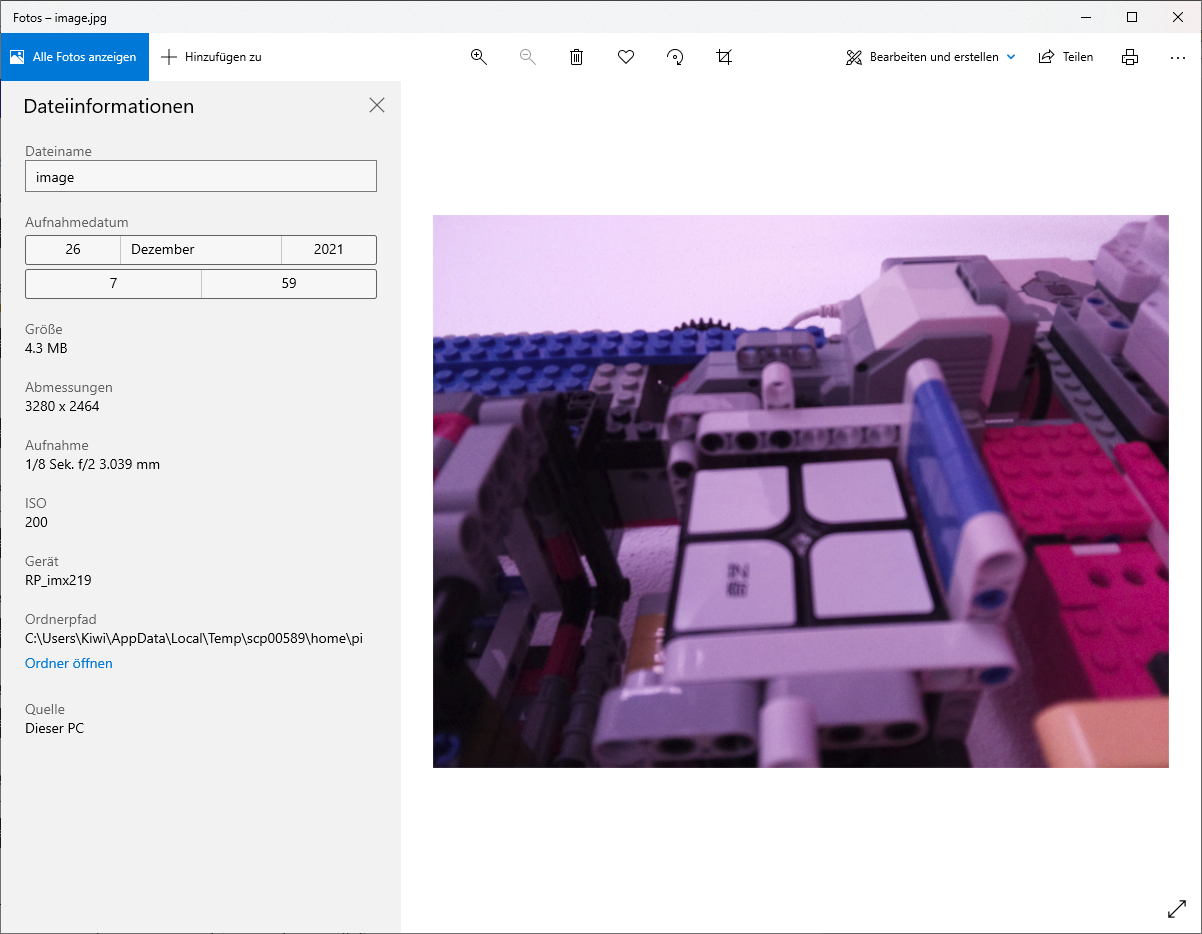 Fotos – image.jpg
Alle Fotos anzeigen
Hinzufügen zu
Bearbeiten und erstellen
Teilen
Dateiinformationen
Dateiname
image
Aufnahmedatum
26 Dezember 2021
7 59
Größe
4.3 MB
Abmessungen
3280 x 2464
Aufnahme
1/8 Sek. f/2 3.039 mm
ISO
200
Gerät
RP_imx219
Ordnerpfad
C:\Users\Kiwi\AppData\Local\Temp\scp00589\home\pi
Ordner öffnen
Quelle
Dieser PC